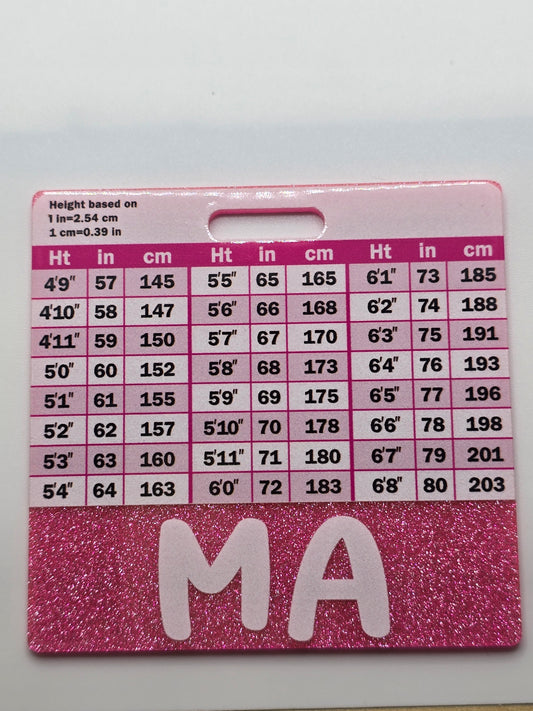 Height based on
1 in=2.54 cm
1 cm=0.39 in
Ht in cm Ht in cm Ht in cm
4'9" 57 145 5'5" 65 165 6'1" 73 185
4'10" 58 147 5'6" 66 168 6'2" 74 188
4'11" 59 150 5'7" 67 170 6'3" 75 191
5'0" 60 152 5'8" 68 173 6'4" 76 193
5'1" 61 155 5'9" 69 175 6'5" 77 196
5'2" 62 157 5'10" 70 178 6'6" 78 198
5'3" 63 160 5'11" 71 180 6'7" 79 201
5'4" 64 163 6'0" 72 183 6'8" 80 203
MA